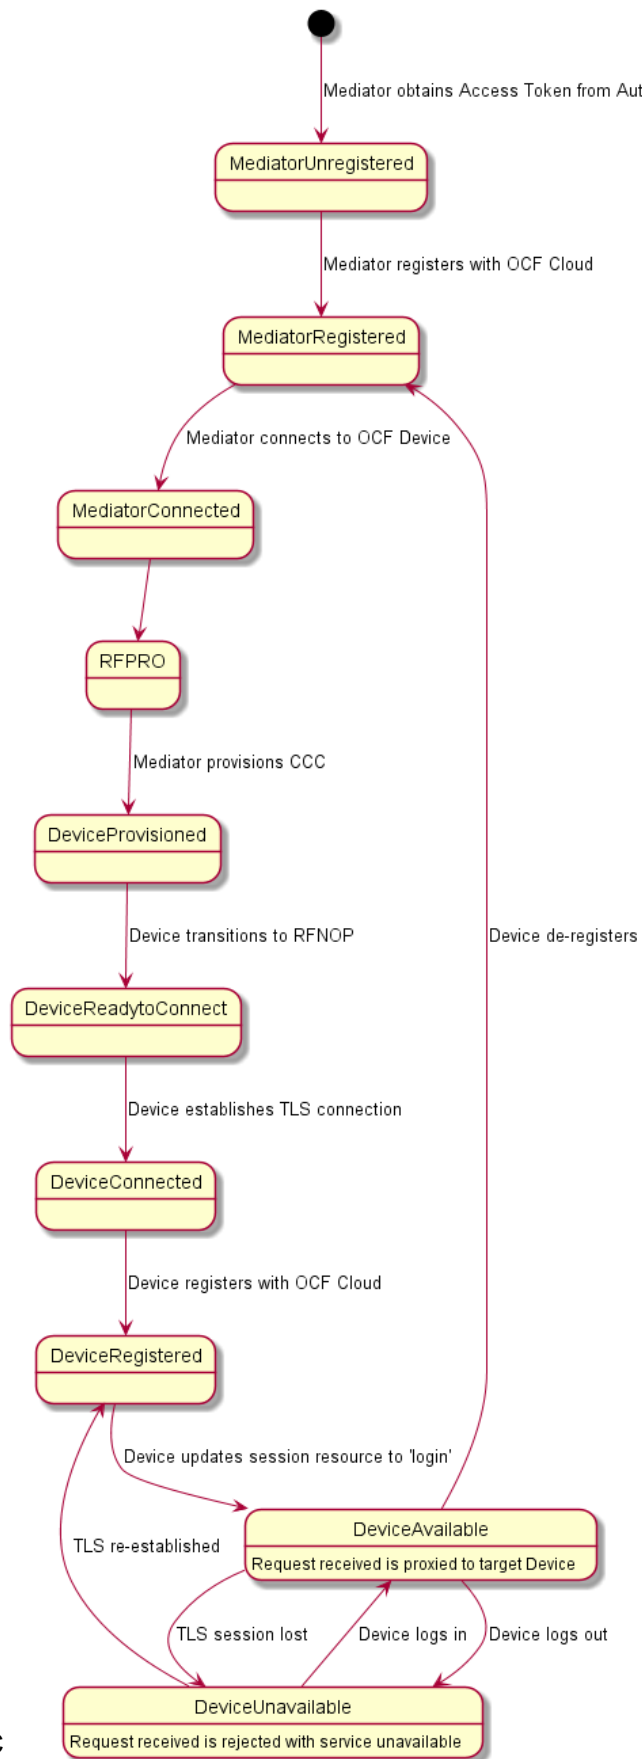 Mediator obtains Access Token from Aut
MediatorUnregistered
Mediator registers with OCF Cloud
MediatorRegistered
Mediator connects to OCF Device
MediatorConnected
RFPRO
Mediator provisions CCC
DeviceProvisioned
Device transitions to RFNOP
Device de-registers
DeviceReadytoConnect
Device establishes TLS connection
DeviceConnected
Device registers with OCF Cloud
DeviceRegistered
Device updates session resource to 'login'
DeviceAvailable
Request received is proxied to target Device
TLS re-established
TLS session lost
Device logs in
Device logs out
DeviceUnavailable
Request received is rejected with service unavailable